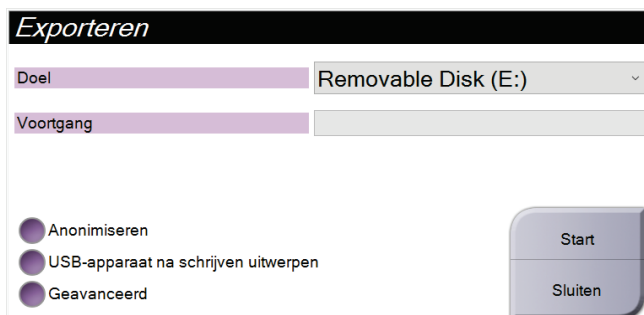 Exporteren
Doel
Removable Disk (E:)
Voortgang
Anonimiseren
USB-apparaat na schrijven uitwerpen
Geavanceerd
Start
Sluiten